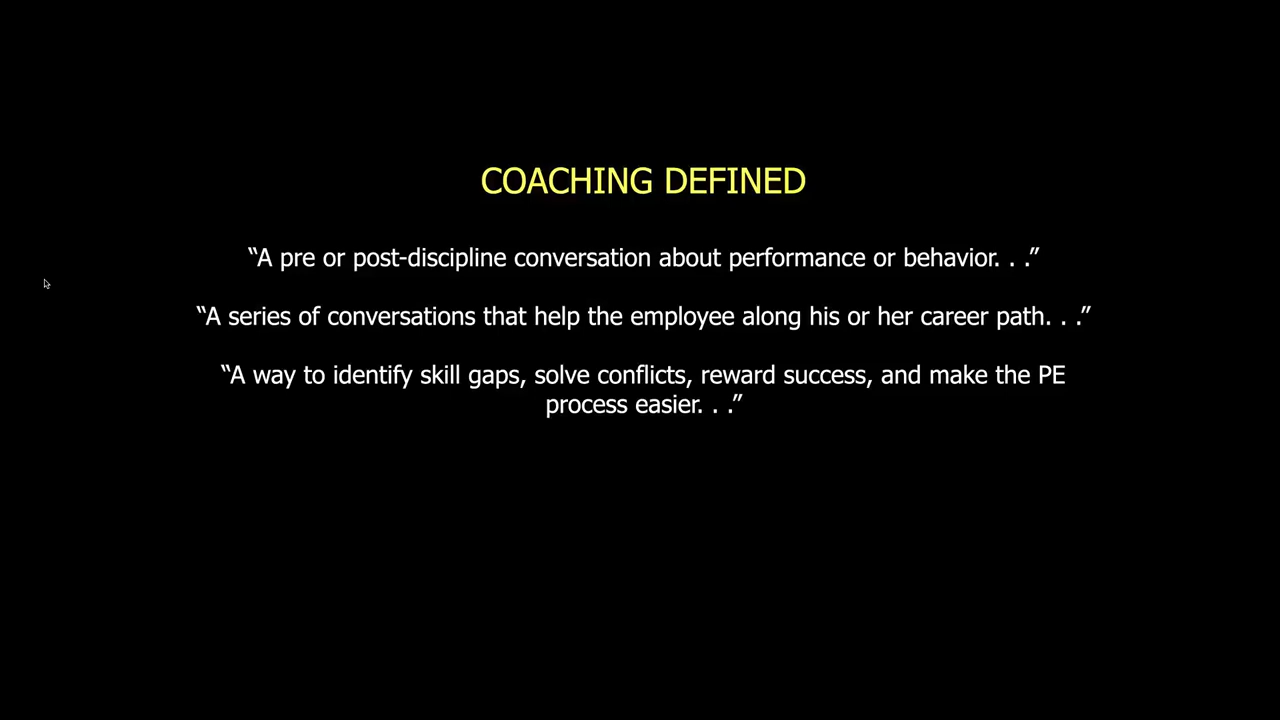 COACHING DEFINED
“A pre or post-discipline conversation about performance or behavior. . .”
“A series of conversations that help the employee along his or her career path. . .”
“A way to identify skill gaps, solve conflicts, reward success, and make the PE
process easier. . .”